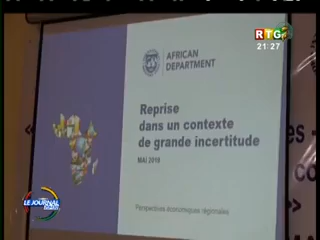 RTG
21:27
AFRICAN
DEPARTMENT
Reprise
dans un contexte
de grande incertitude
MAI 2018
Perspectives économiques régionales
LE JOURNAL